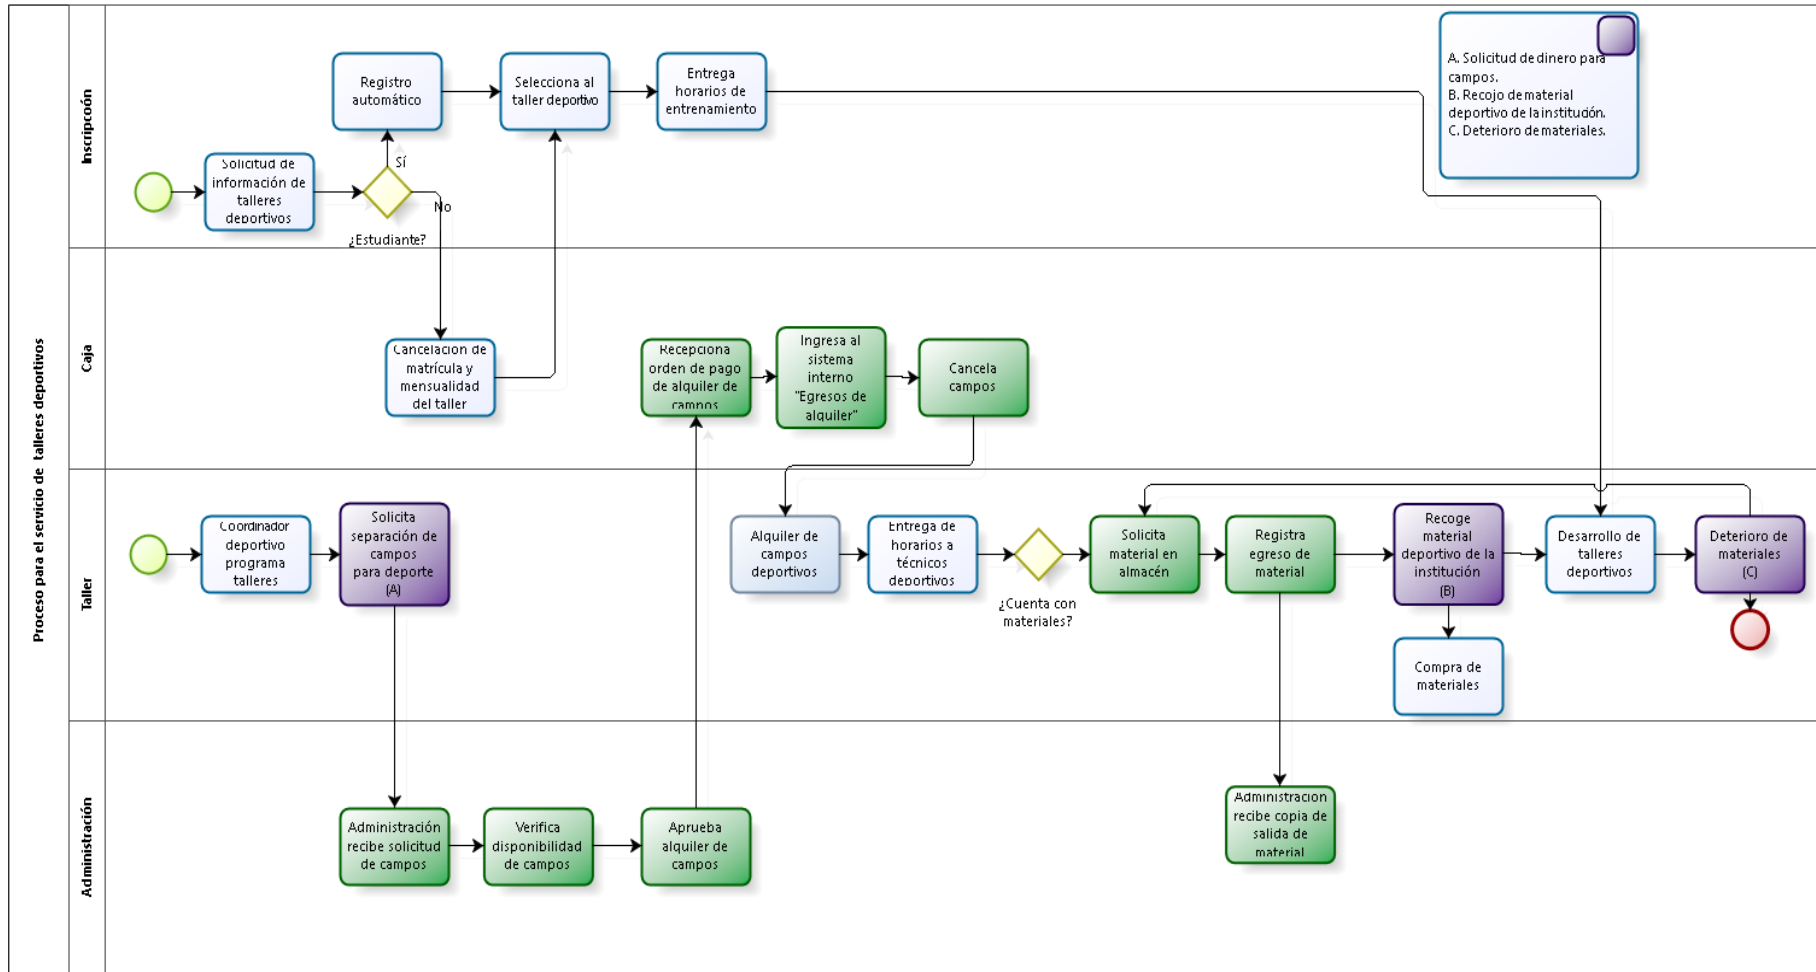 Proceso para el servicio de talleres deportivos
Inscripcoón
Registro
automático
Selecciona al
taller deportivo
Entrega
horarios de
entrenamiento
A. Solicitud de dinero para
campos.
B. Recojo de material
deportivo de la institución.
C. Deterioro de materiales.
Solicitud de
información de
talleres
deportivos
Sí
No
¿Estudiante?
Caja
Cancelación de
matrícula y
mensualidad
del taller
Recepciona
orden de pago
de alquiler de
campos
Ingresa al
sistema
interno
"Egresos de
alquiler"
Cancela
campos
Taller
Coordinador
deportivo
programa
talleres
Solicita
separación de
campos
para deporte
(A)
Alquiler de
campos
deportivos
Entrega de
horarios a
técnicos
deportivos
¿Cuenta con
materiales?
Solicita
material en
almacén
Registra
egreso de
material
Recoge
material
deportivo de la
institución
(B)
Desarrollo de
talleres
deportivos
Deterioro de
materiales
(C)
Compra de
materiales
Administración
Administración
recibe solicitud
de campos
Verifica
disponibilidad
de campos
Aprueba
alquiler de
campos
Administración
recibe copia de
salida de
material